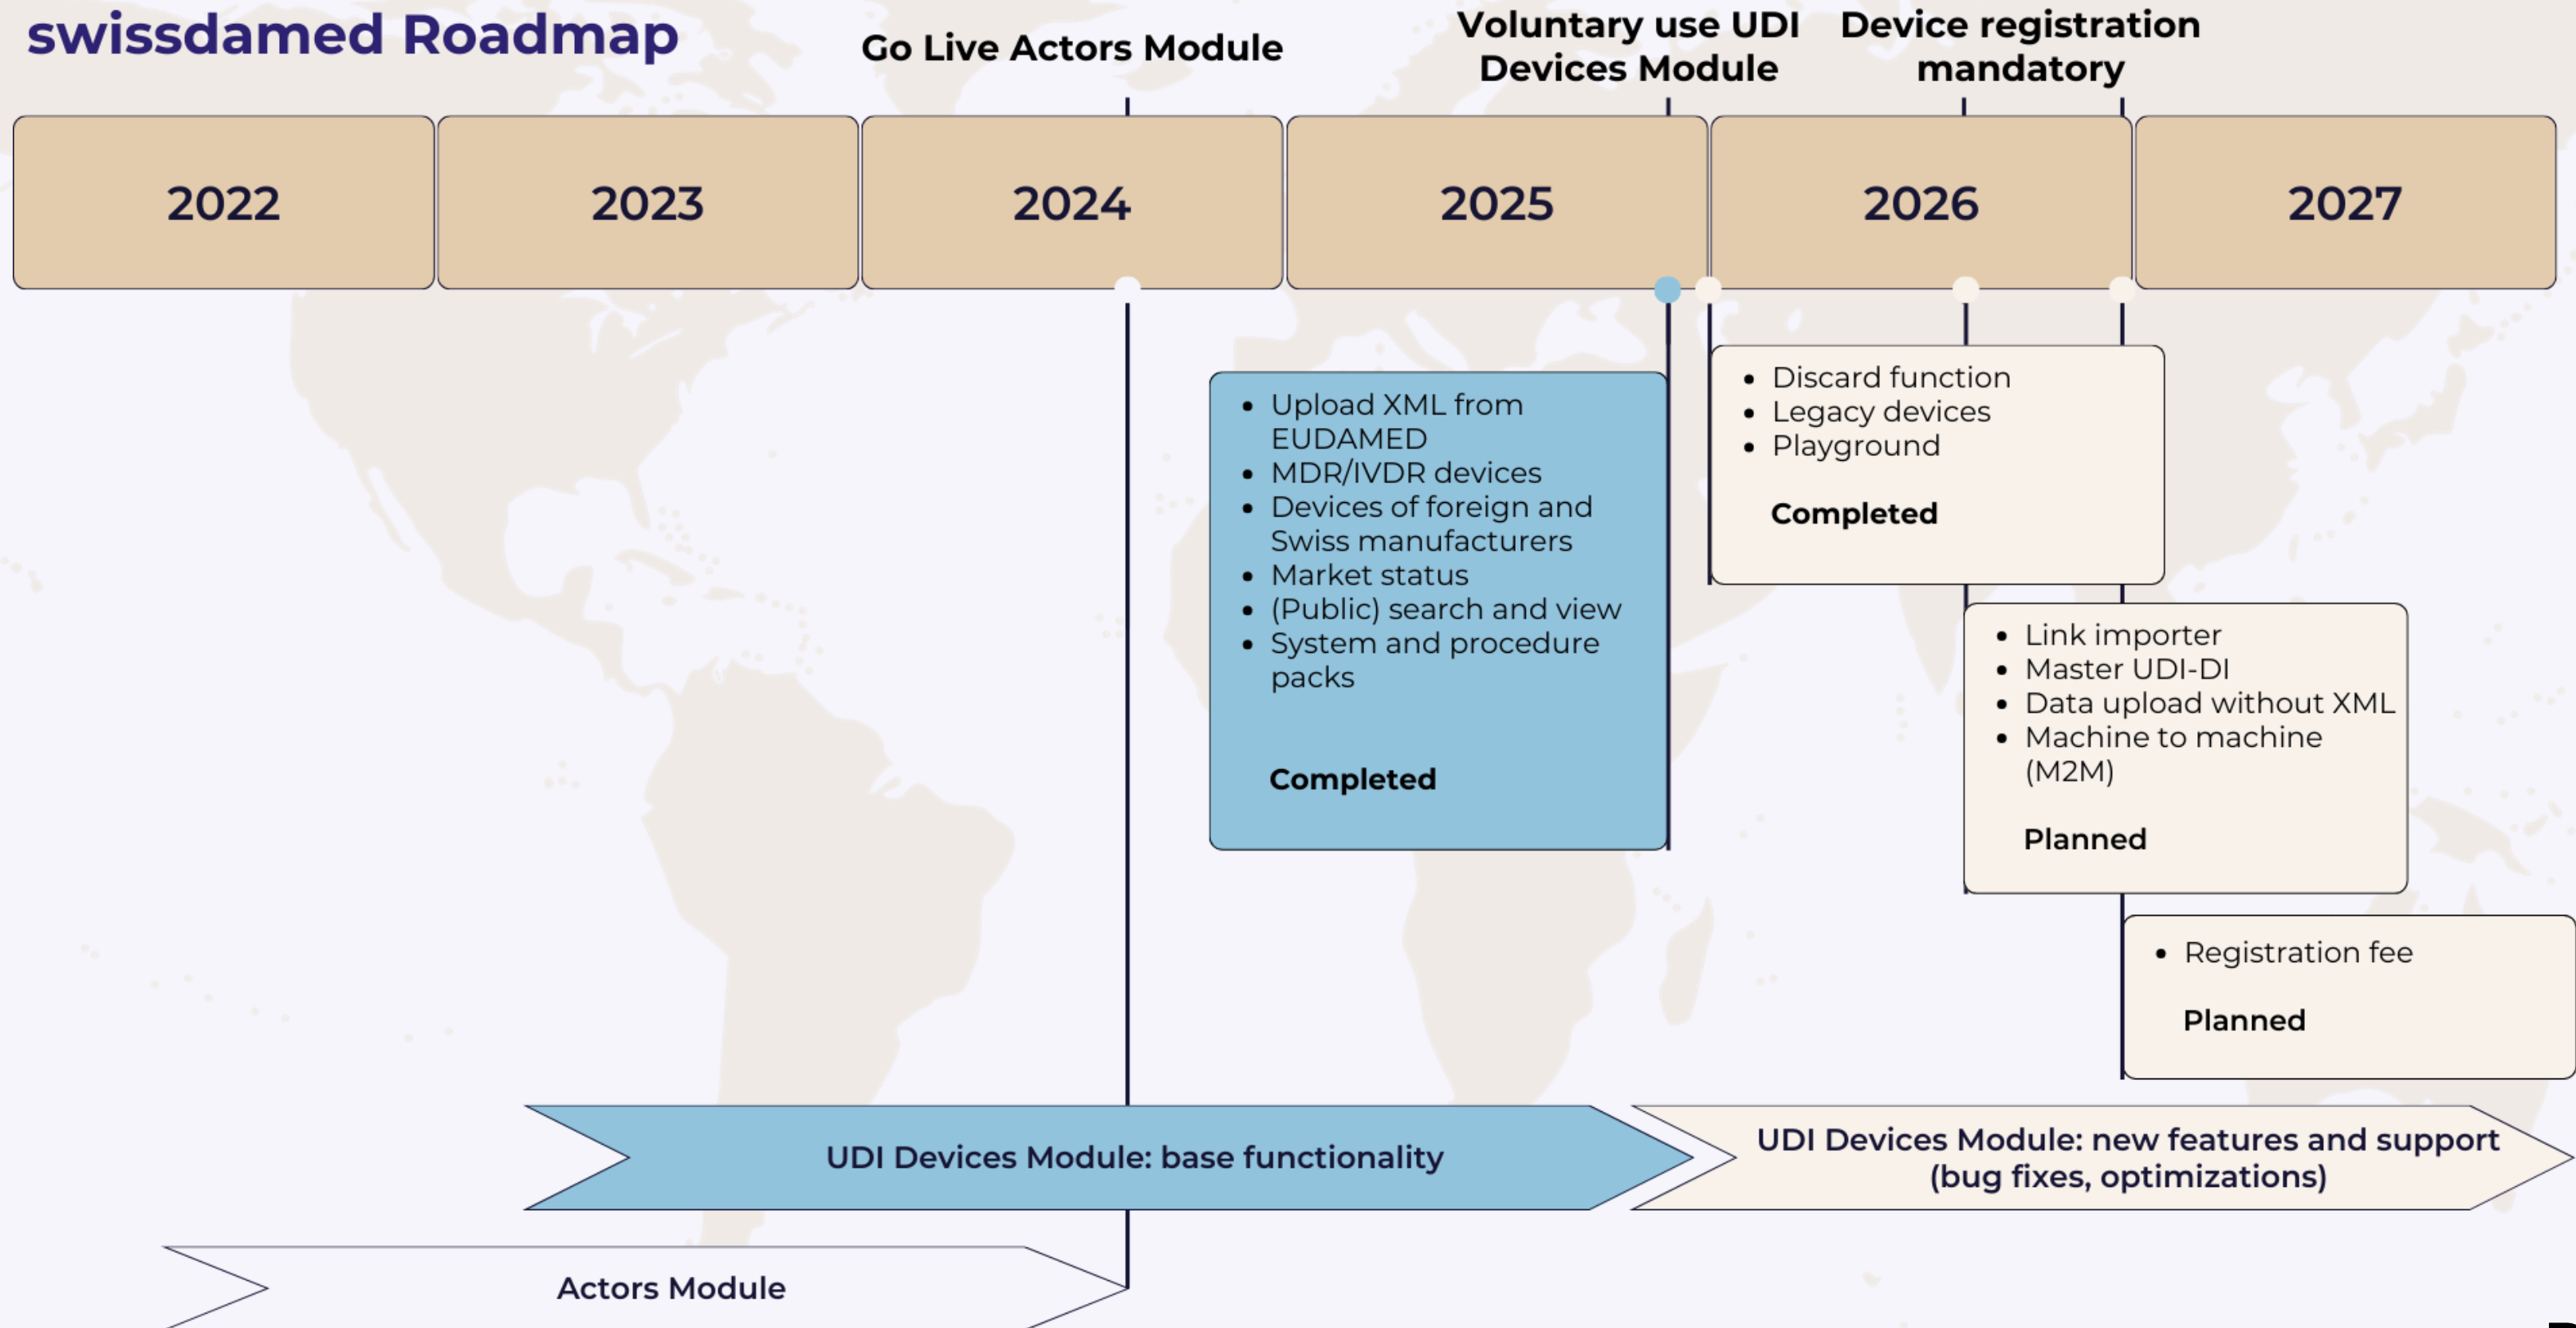 swissdamed Roadmap
Go Live Actors Module
Voluntary use UDI
Devices Module
Device registration
mandatory
2022
2023
2024
2025
2026
2027
• Upload XML from
EUDAMED
• MDR/IVDR devices
• Devices of foreign and
Swiss manufacturers
• Market status
• (Public) search and view
• System and procedure
packs
Completed
• Discard function
• Legacy devices
• Playground
Completed
• Link importer
• Master UDI-DI
• Data upload without XML
• Machine to machine
(M2M)
Planned
• Registration fee
Planned
UDI Devices Module: base functionality
UDI Devices Module: new features and support
(bug fixes, optimizations)
Actors Module